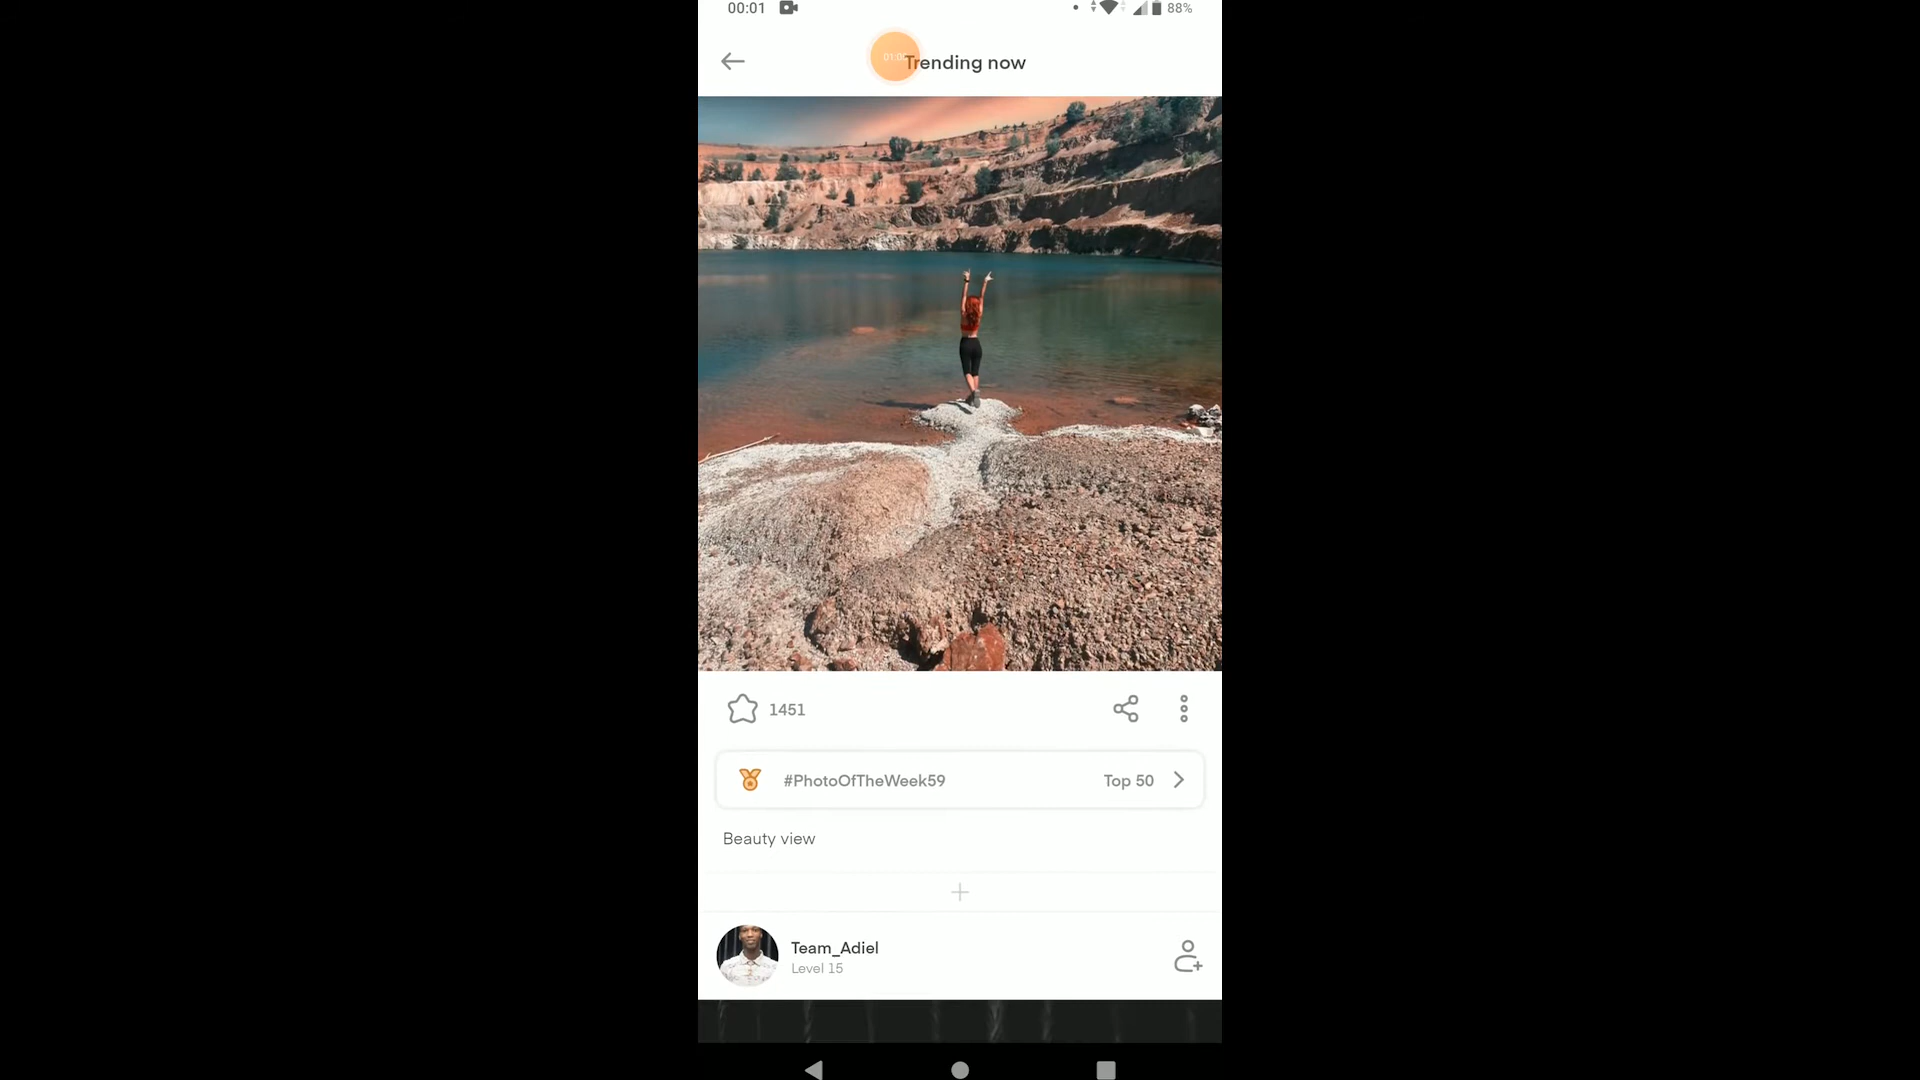 00:01
88%
Trending now
1451
#PhotoOfTheWeek59
Top 50
Beauty view
Team_Adiel
Level 15